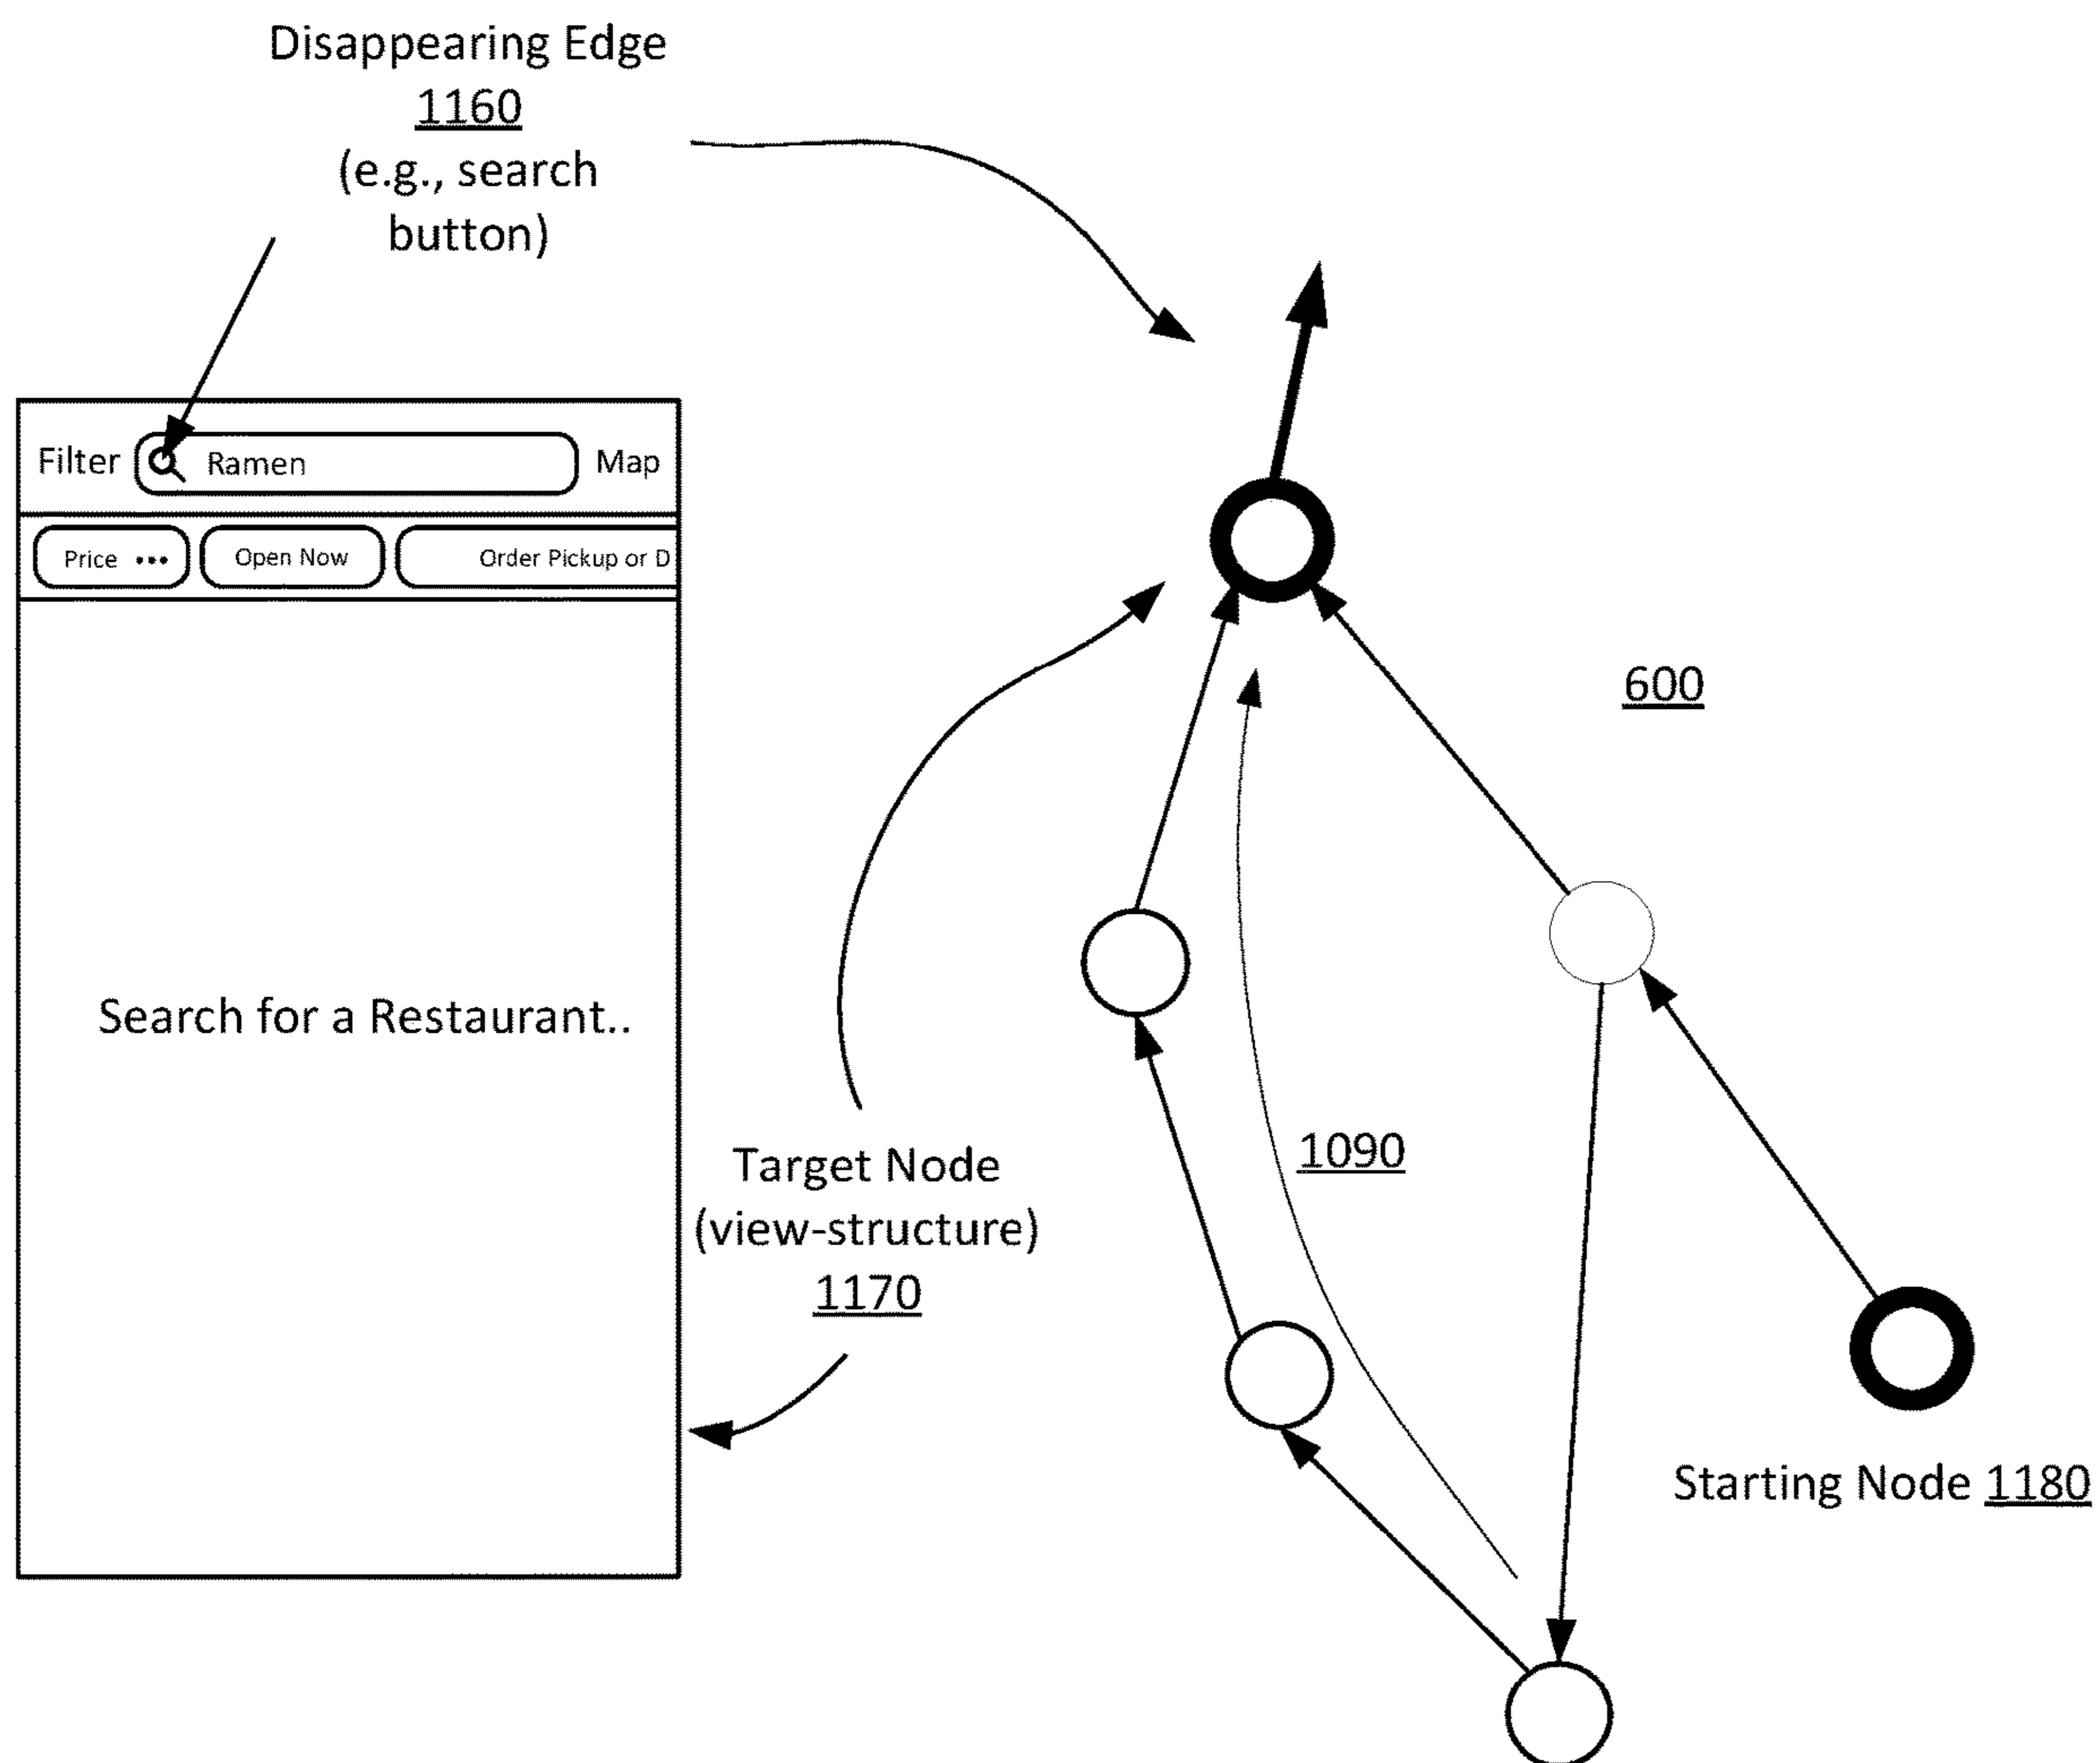 Disappearing Edge
1160
(e.g., search
button)
Filter
Ramen
Map
Price •••
Open Now
Order Pickup or D
Search for a Restaurant..
Target Node
(view-structure)
1170
600
1090
Starting Node 1180